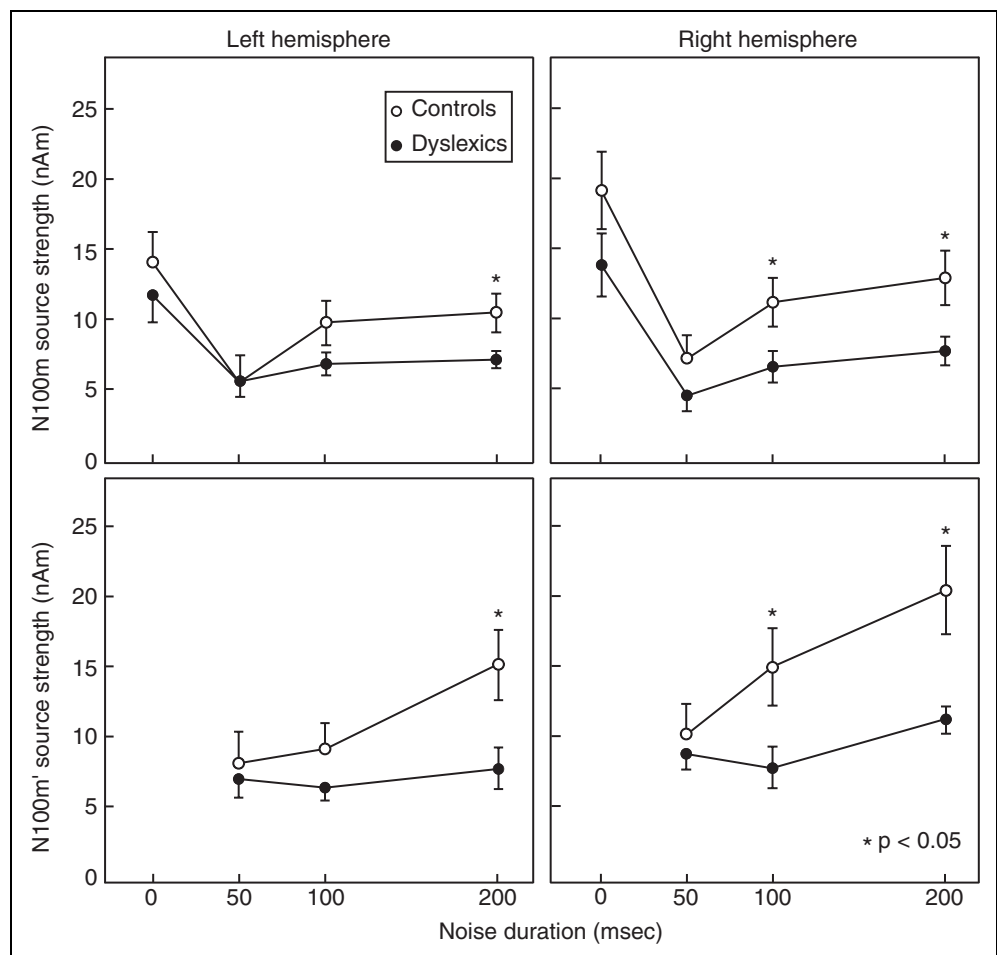 Left hemisphere
Right hemisphere
N100m source strength (nAm)
25
20
15
10
5
0
Controls
Dyslexics
*
*
*
N100m' source strength (nAm)
25
20
15
10
5
0
*
*
*
* p < 0.05
0 50 100 200
0 50 100 200
Noise duration (msec)